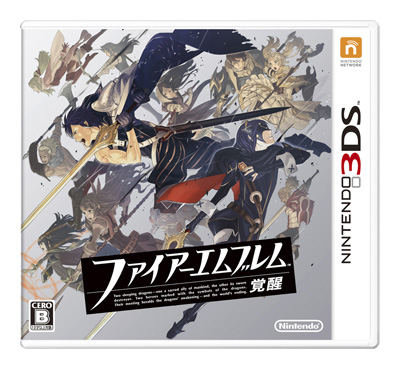 NINTENDO
NETWORK
NINTENDO 3DS
™
ファイアーエムブレム
覚醒
Two sleeping dragons—one a sacred ally of mankind, the other its sworn
destroyer. Two heroes marked with the symbols of the dragons.
Their meeting heralds the dragons' awakening—and the world's ending.
CERO
B
Nintendo